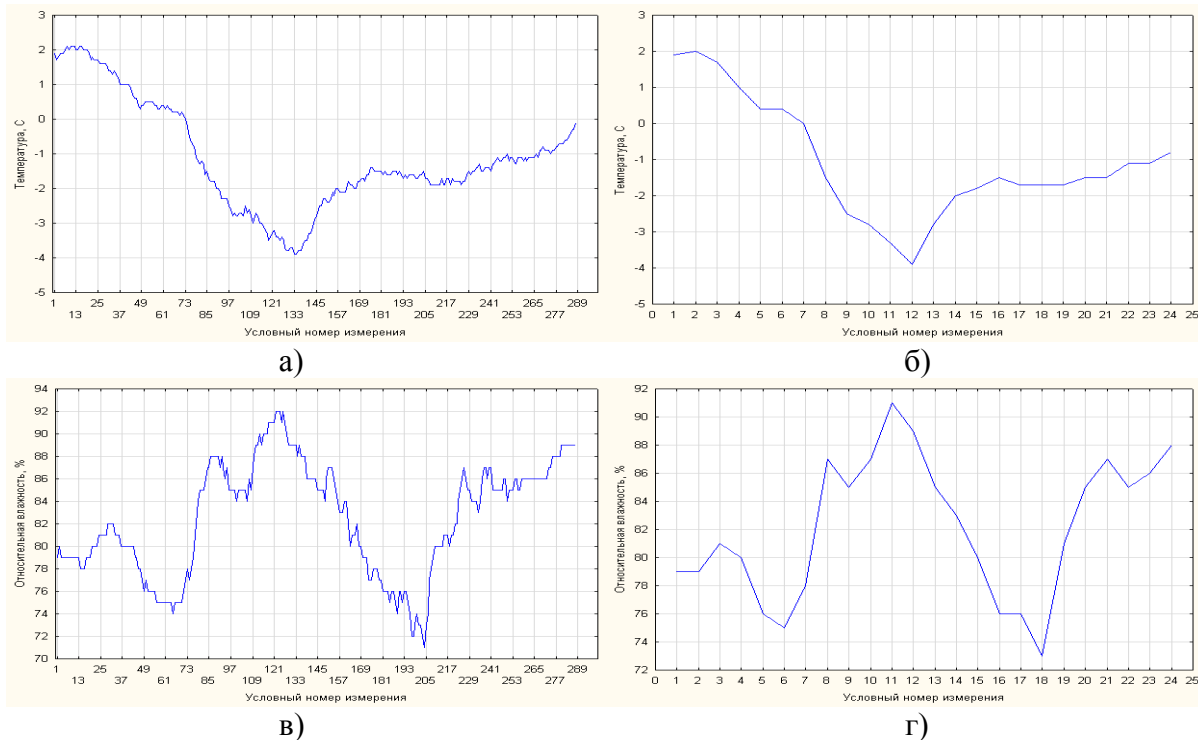 Температура, С
3
2
1
0
-1
-2
-3
-4
-5
1 25 49 73 97 121 145 169 193 217 241 265 289
13 37 61 85 109 133 157 181 205 229 253 277
Условный номер измерения
а)
Температура, С
3
2
1
0
-1
-2
-3
-4
-5
0 1 2 3 4 5 6 7 8 9 10 11 12 13 14 15 16 17 18 19 20 21 22 23 24 25
Условный номер измерения
б)
Относительная влажность, %
94
92
90
88
86
84
82
80
78
76
74
72
70
1 25 49 73 97 121 145 169 193 217 241 265 289
13 37 61 85 109 133 157 181 205 229 253 277
Условный номер измерения
в)
Относительная влажность, %
92
90
88
86
84
82
80
78
76
74
72
0 1 2 3 4 5 6 7 8 9 10 11 12 13 14 15 16 17 18 19 20 21 22 23 24 25
Условный номер измерения
г)